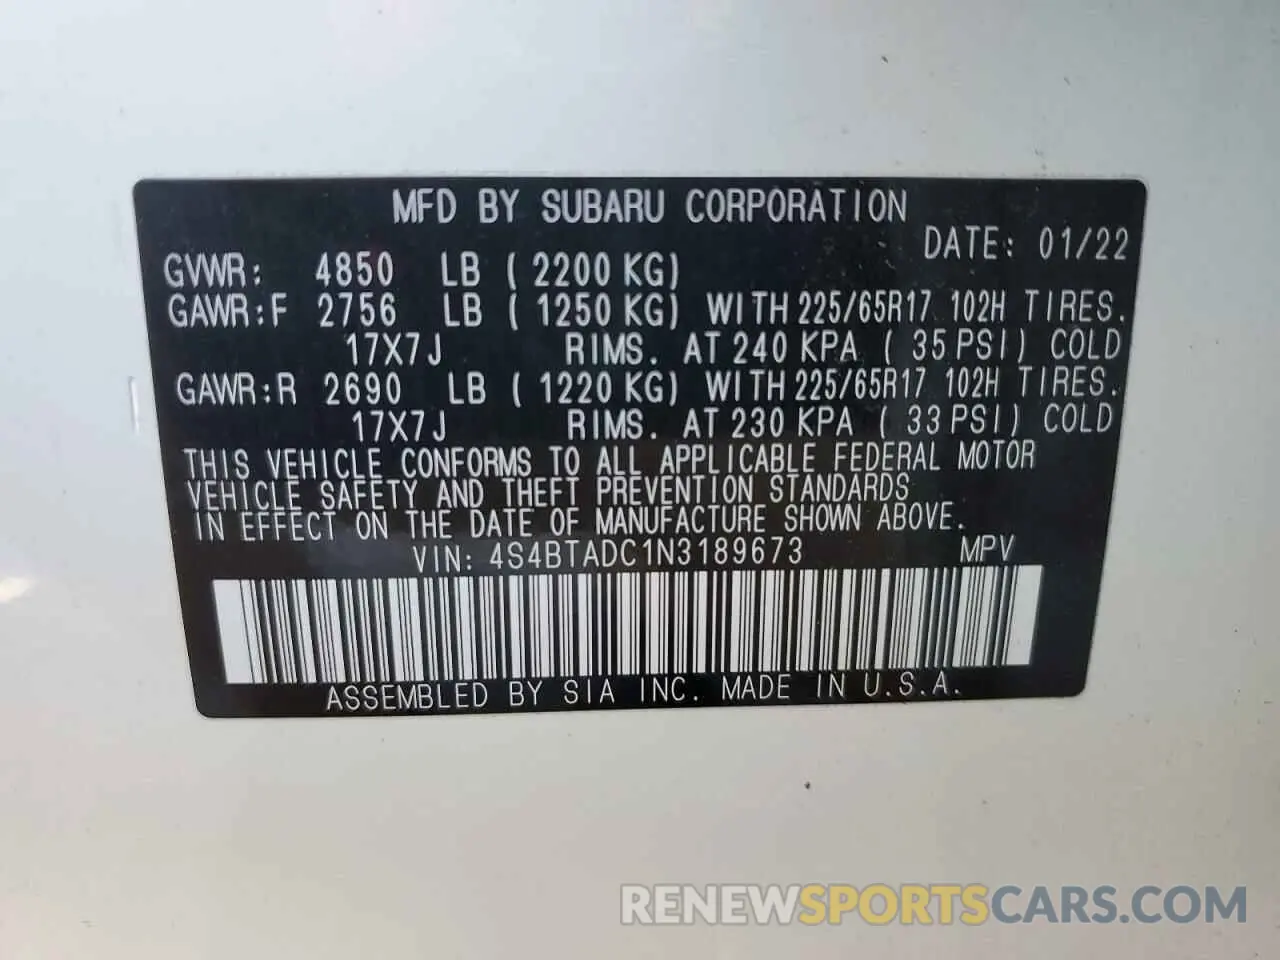 MFD BY SUBARU CORPORATION
DATE: 01/22
GVWR: 4850 LB ( 2200 KG)
GAWR:F 2756 LB ( 1250 KG) WITH 225/65R17 102H TIRES.
17X7J RIMS. AT 240 KPA ( 35 PSI) COLD
GAWR:R 2690 LB ( 1220 KG) WITH 225/65R17 102H TIRES.
17X7J RIMS. AT 230 KPA ( 33 PSI) COLD
THIS VEHICLE CONFORMS TO ALL APPLICABLE FEDERAL MOTOR
VEHICLE SAFETY AND THEFT PREVENTION STANDARDS
IN EFFECT ON THE DATE OF MANUFACTURE SHOWN ABOVE.
VIN: 4S4BTADC1N3189673 MPV
ASSEMBLED BY SIA INC. MADE IN U.S.A.
RENEWSPORTSCARS.COM